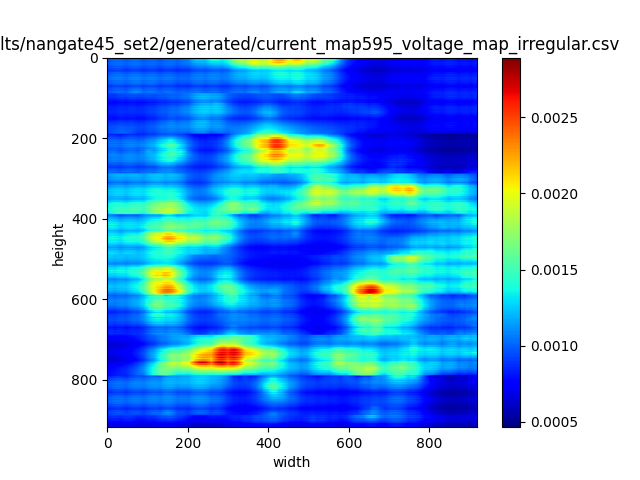 lts/nangate45_set2/generated/current_map595_voltage_map_irregular.csv
0
200
400
600
800
height
0 200 400 600 800
width
0.0025
0.0020
0.0015
0.0010
0.0005